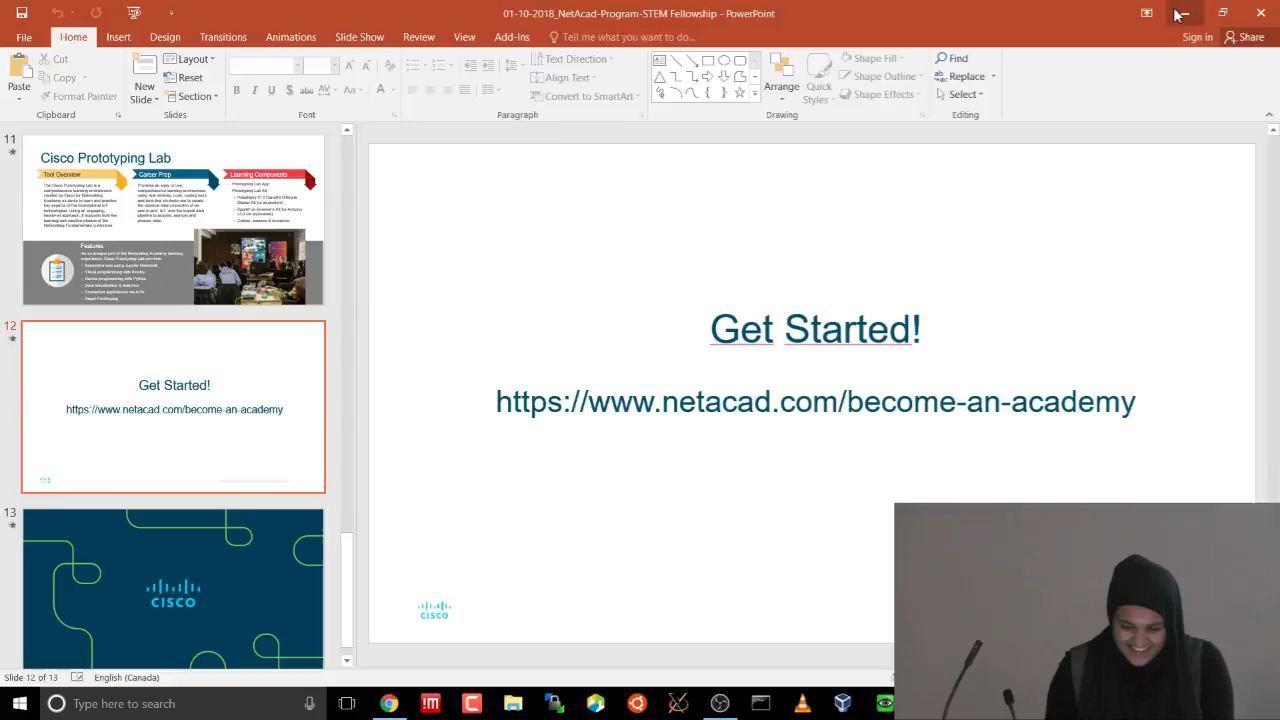 01-10-2018_NetAcad-Program-STEM Fellowship - PowerPoint
File Home Insert Design Transitions Animations Slide Show Review View Add-Ins Tell me what you want to do... Sign in Share
Paste
Cut
Copy
Format Painter
Clipboard
New
Slide
Layout
Reset
Section
Slides
B I U S abc AV Aa A
Font
Text Direction
Align Text
Convert to SmartArt
Paragraph
Arrange
Quick
Styles
Shape Fill
Shape Outline
Shape Effects
Drawing
Find
Replace
Select
Editing
11
Cisco Prototyping Lab
Tool Overview
Career Prep
Learning Components
Features
12
Get Started!
https://www.netacad.com/become-an-academy
13
CISCO
Get Started!
https://www.netacad.com/become-an-academy
CISCO
Slide 12 of 13
English (Canada)
Type here to search